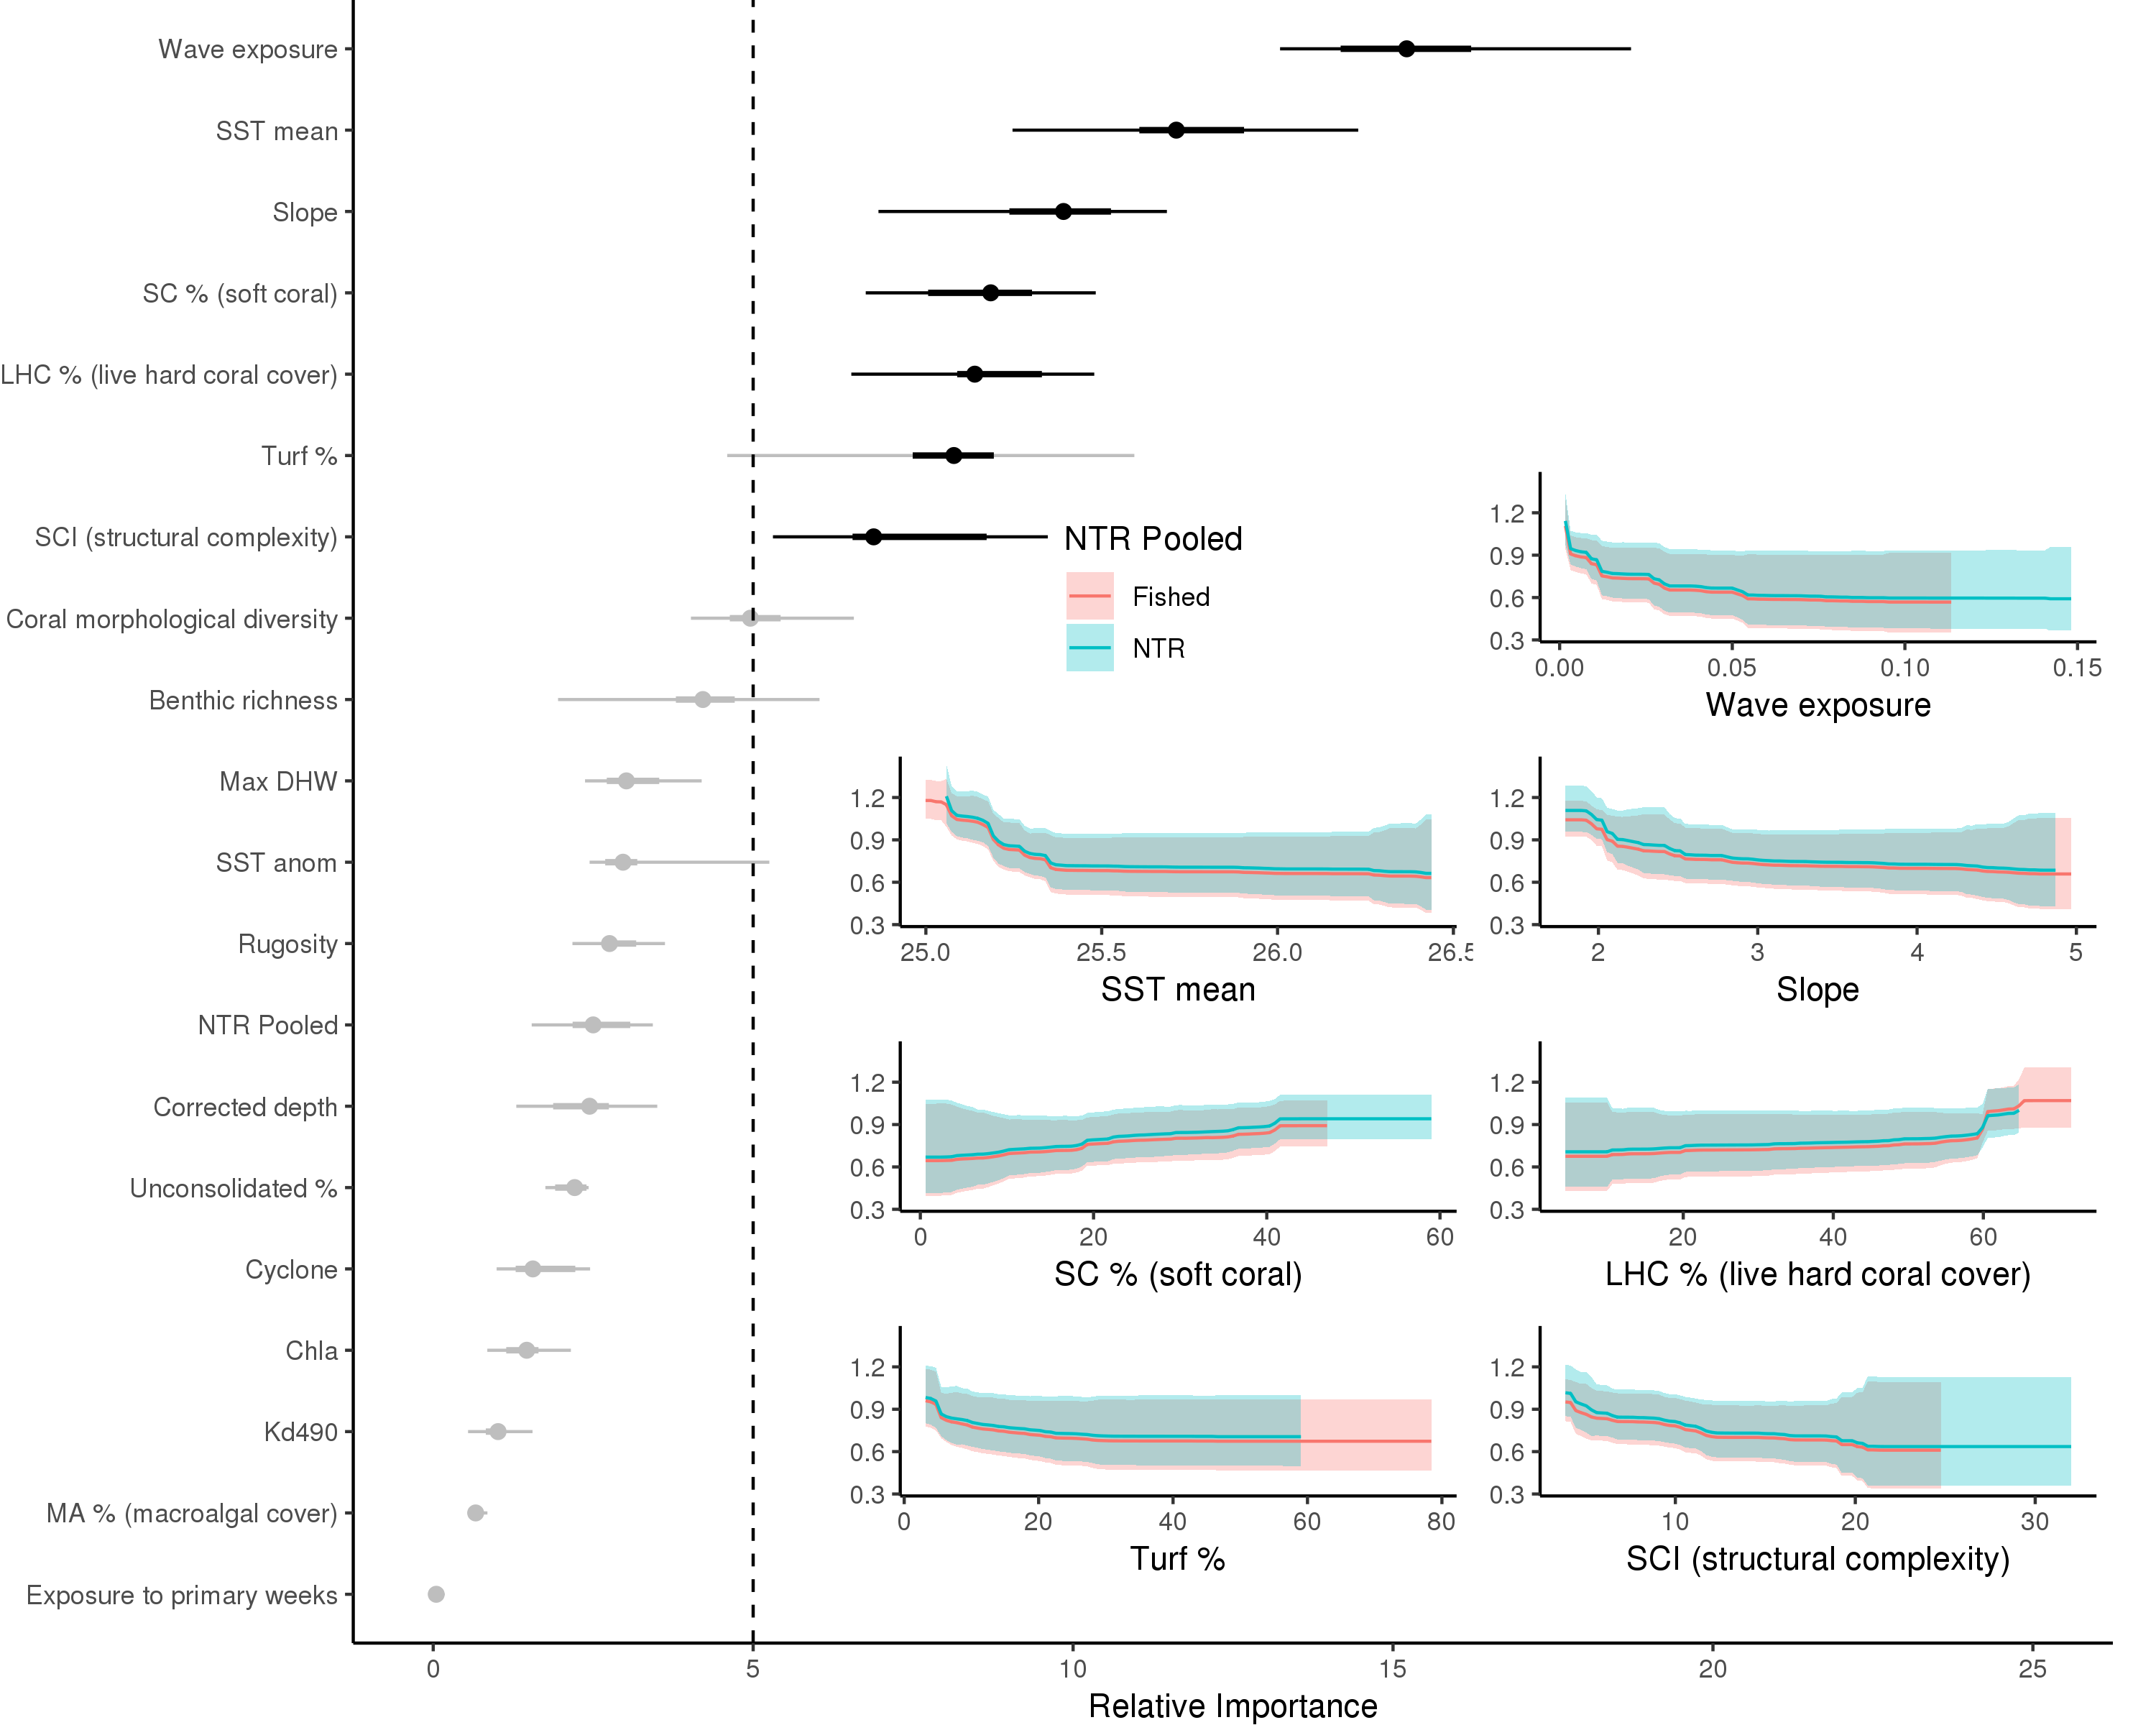 Wave exposure
SST mean
Slope
SC % (soft coral)
LHC % (live hard coral cover)
Turf %
SCI (structural complexity)
Coral morphological diversity
Benthic richness
Max DHW
SST anom
Rugosity
NTR Pooled
Corrected depth
Unconsolidated %
Cyclone
Chla
Kd490
MA % (macroalgal cover)
Exposure to primary weeks
0 5 10 15 20 25
Relative Importance
NTR Pooled
Fished
NTR
1.2
0.9
0.6
0.3
0.00 0.05 0.10 0.15
Wave exposure
1.2
0.9
0.6
0.3
25.0 25.5 26.0 26.5
SST mean
1.2
0.9
0.6
0.3
2 3 4 5
Slope
1.2
0.9
0.6
0.3
0 20 40 60
SC % (soft coral)
1.2
0.9
0.6
0.3
20 40 60
LHC % (live hard coral cover)
1.2
0.9
0.6
0.3
0 20 40 60 80
Turf %
1.2
0.9
0.6
0.3
10 20 30
SCI (structural complexity)